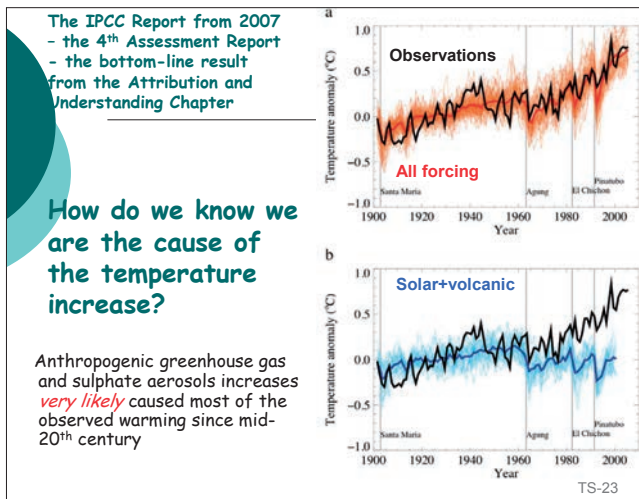 The IPCC Report from 2007
– the 4th Assessment Report
- the bottom-line result
from the Attribution and
Understanding Chapter
How do we know we
are the cause of
the temperature
increase?
Anthropogenic greenhouse gas
and sulphate aerosols increases
very likely caused most of the
observed warming since mid-
20th century
a
Temperature anomaly (°C)
1.0
0.5
0.0
−0.5
−1.0
Observations
All forcing
Santa Maria
Agung
El Chichon
Pinatubo
1900
1920
1940
1960
1980
2000
Year
b
Temperature anomaly (°C)
1.0
0.5
0.0
−0.5
−1.0
Solar+volcanic
Santa Maria
Agung
El Chichon
Pinatubo
1900
1920
1940
1960
1980
2000
Year
TS-23